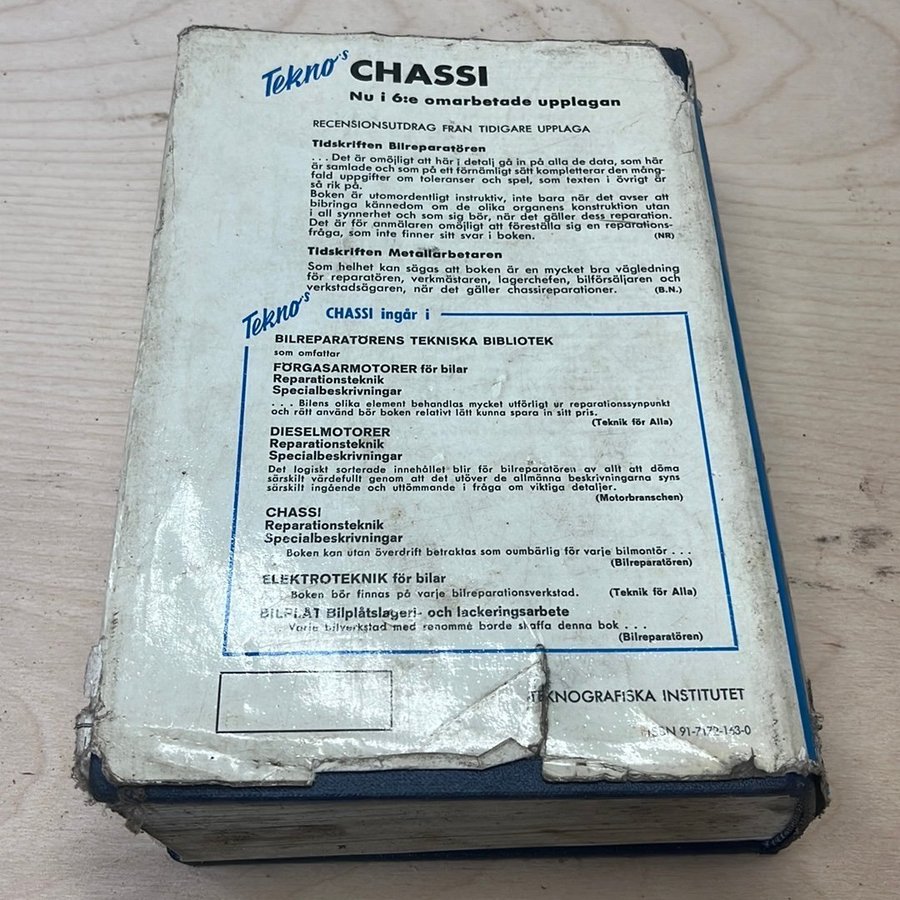 Tekno's CHASSI
Nu i 6:e omarbetade upplagan
RECENSIONSUTDRAG FRÅN TIDIGARE UPPLAGA
Tidskriften Bilreparatören
. . . Det är omöjligt att här i detalj gå in på alla de data, som här
är samlade och som på ett förnämligt sätt kompletterar den mång-
fald uppgifter om toleranser och spel, som texten i övrigt är
så rik på.
Boken är utomordentligt instruktiv, inte bara när det avser att
bibringa kännedom om de olika organens konstruktion utan
i all synnerhet och som sig bör, när det gäller dess reparation.
Det är för anmälaren omöjligt att föreställa sig en reparations-
fråga, som inte finner sitt svar i boken. (NR)
Tidskriften Metallarbetaren
Som helhet kan sägas att boken är en mycket bra vägledning
för reparatören, verkmästaren, lagerchefen, bilförsäljaren och
verkstadsägaren, när det gäller chassireparationer. (B.N.)
Tekno's CHASSI ingår i
BILREPARATÖRENS TEKNISKA BIBLIOTEK
som omfattar
FÖRGASARMOTORER för bilar
Reparationsteknik
Specialbeskrivningar
. . . Bilens olika element behandlas mycket utförligt ur reparationssynpunkt
och rätt använd bör boken relativt lätt kunna spara in sitt pris.
(Teknik för Alla)
DIESELMOTORER
Reparationsteknik
Specialbeskrivningar
Det logiskt sorterade innehållet blir för bilreparatören av allt att döma
särskilt värdefullt genom att det utöver de allmänna beskrivningarna syns
särskilt ingående och uttömmande i fråga om viktiga detaljer.
(Motorbranschen)
CHASSI
Reparationsteknik
Specialbeskrivningar
Boken kan utan överdrift betraktas som oumbärlig för varje bilmontör . . .
(Bilreparatören)
ELEKTROTEKNIK för bilar
. . . Boken bör finnas på varje bilreparationsverkstad. (Teknik för Alla)
BILPLÅT Bilplåtslageri- och lackeringsarbete
. . . Varje bilverkstad med renommé borde skaffa denna bok . . .
(Bilreparatören)
TEKNOGRAFISKA INSTITUTET
ISBN 91-7172-143-0